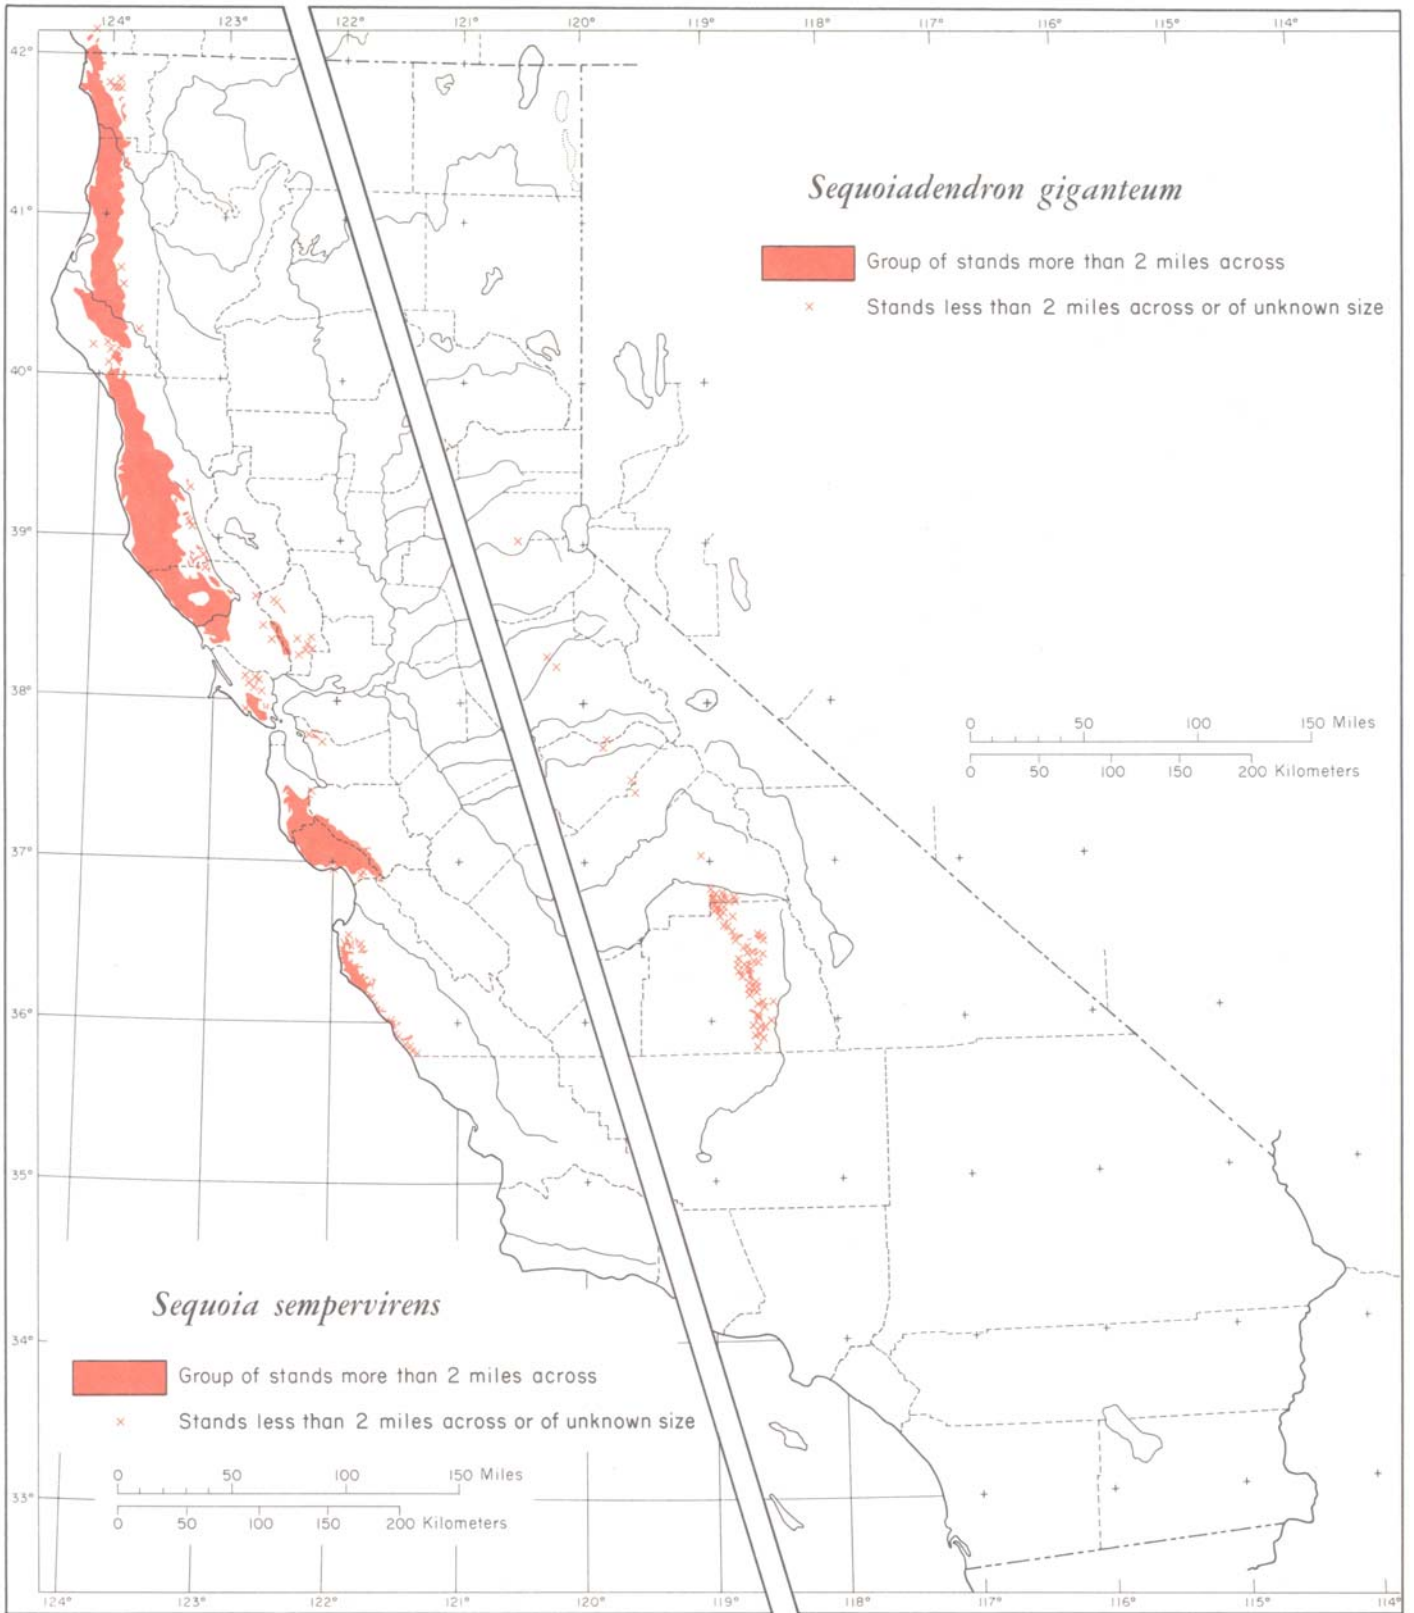 124° 123° 122° 121° 120° 119° 118° 117° 116° 115° 114°
42°
Sequoiadendron giganteum
41°
Group of stands more than 2 miles across
Stands less than 2 miles across or of unknown size
40°
39°
38°
0 50 100 150 Miles
0 50 100 150 200 Kilometers
37°
36°
35°
Sequoia sempervirens
34°
Group of stands more than 2 miles across
Stands less than 2 miles across or of unknown size
0 50 100 150 Miles
33°
0 50 100 150 200 Kilometers
124° 123° 122° 121° 120° 119° 118° 117° 116° 115° 114°